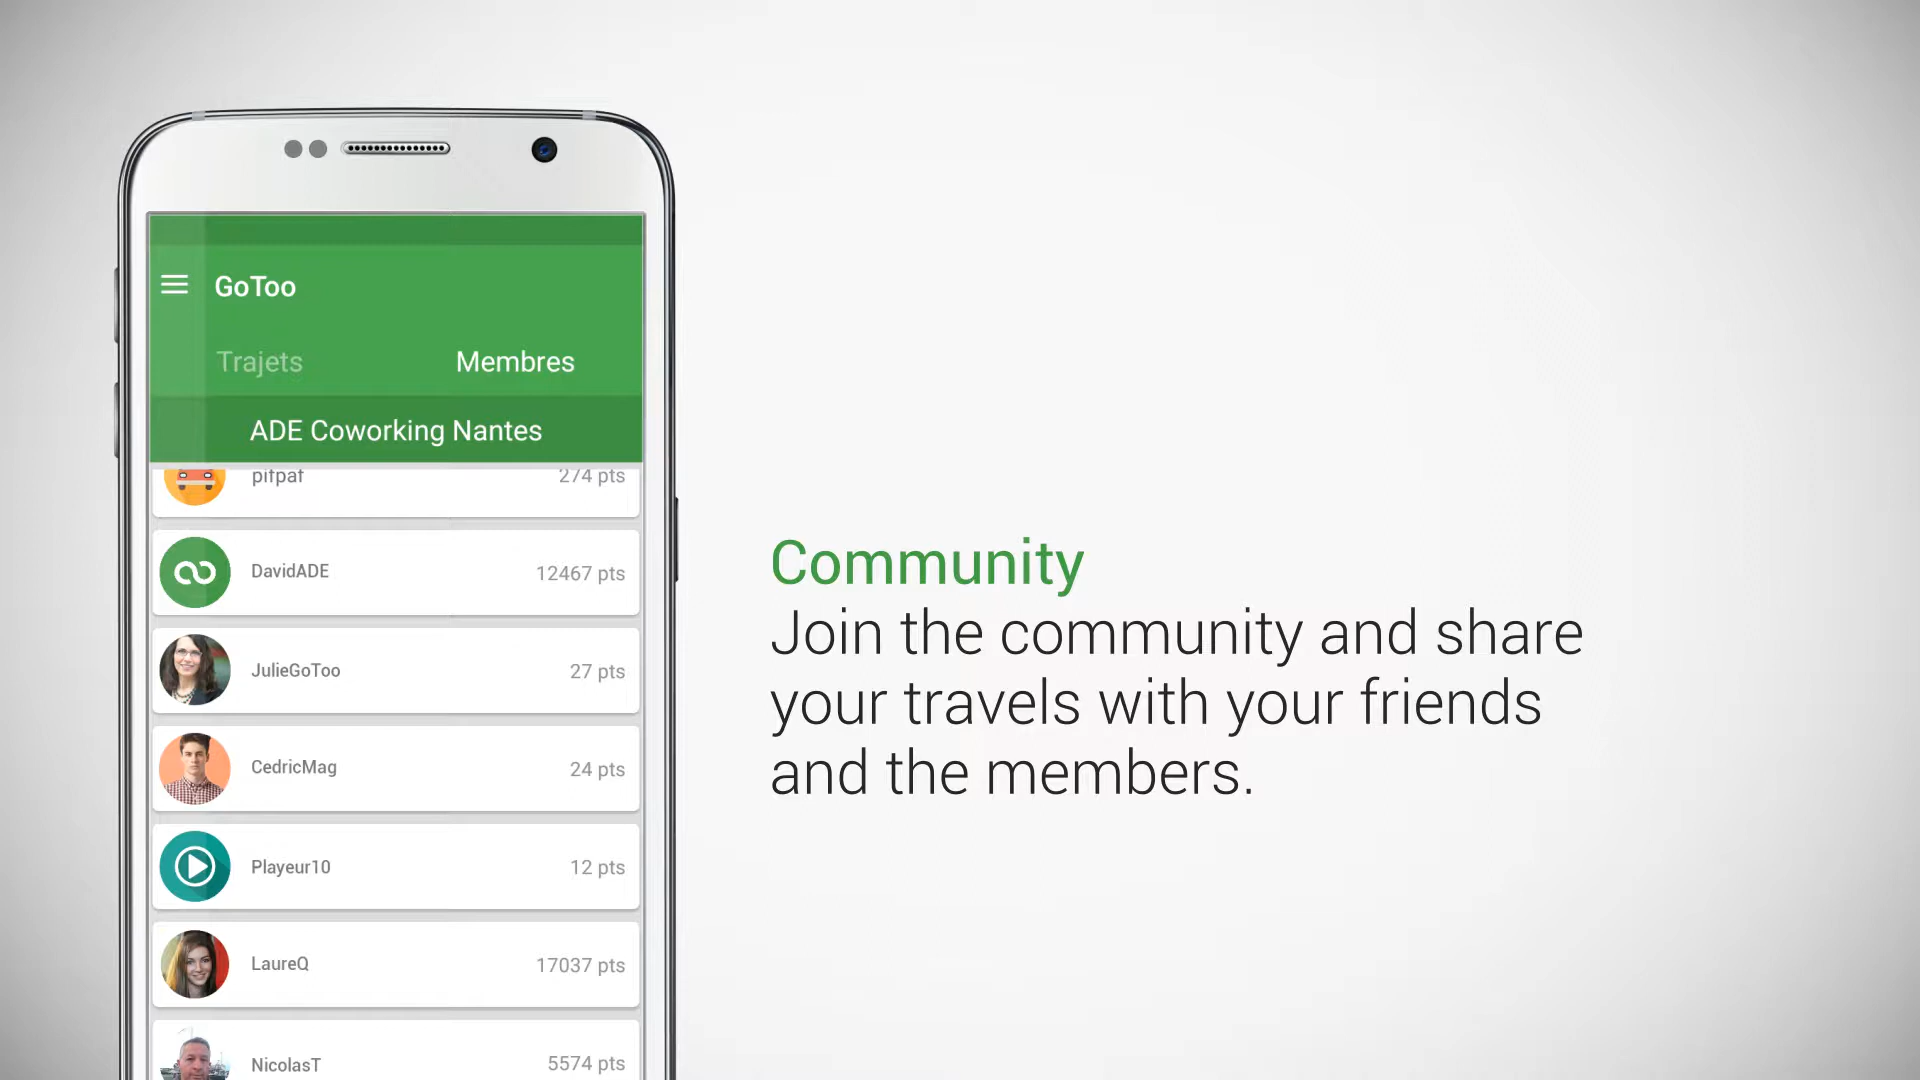 GoToo
Trajets Membres
ADE Coworking Nantes
pifpaf 274 pts
DavidADE 12467 pts
JulieGoToo 27 pts
CedricMag 24 pts
Playeur10 12 pts
LaureQ 17037 pts
NicolasT 5574 pts
Community
Join the community and share
your travels with your friends
and the members.